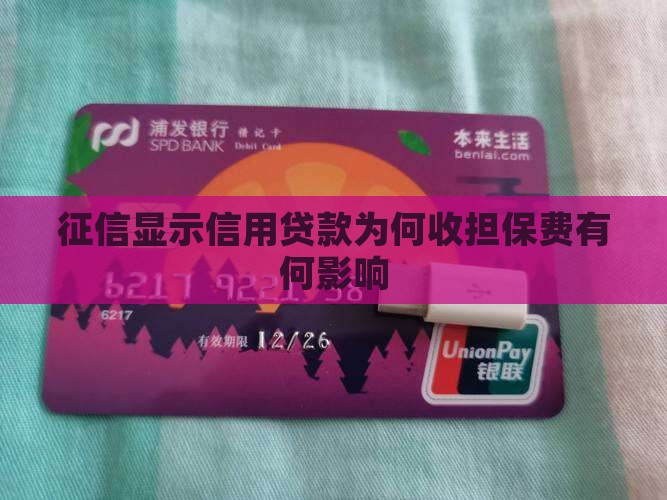 浦发银行 借记卡
SPD BANK Debit Card
本来生活
benlai.com
征信显示信用贷款为何收担保费有
何影响
6217
6217
有效期限 12/26
UnionPay
银联